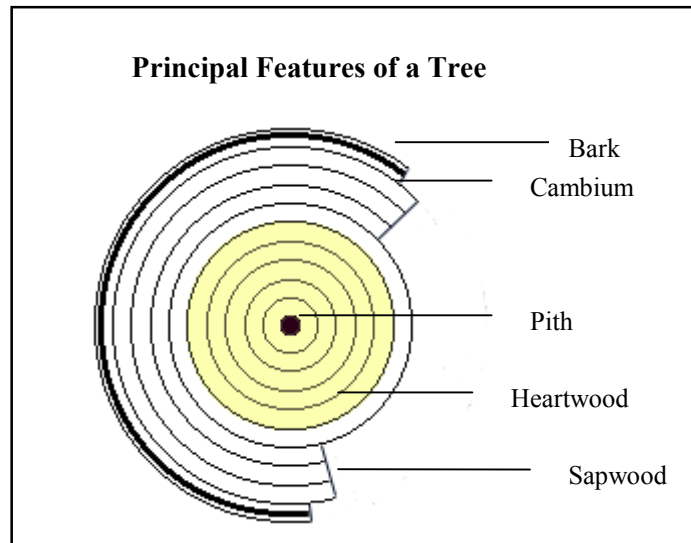 Principal Features of a Tree
Bark
Cambium
Pith
Heartwood
Sapwood